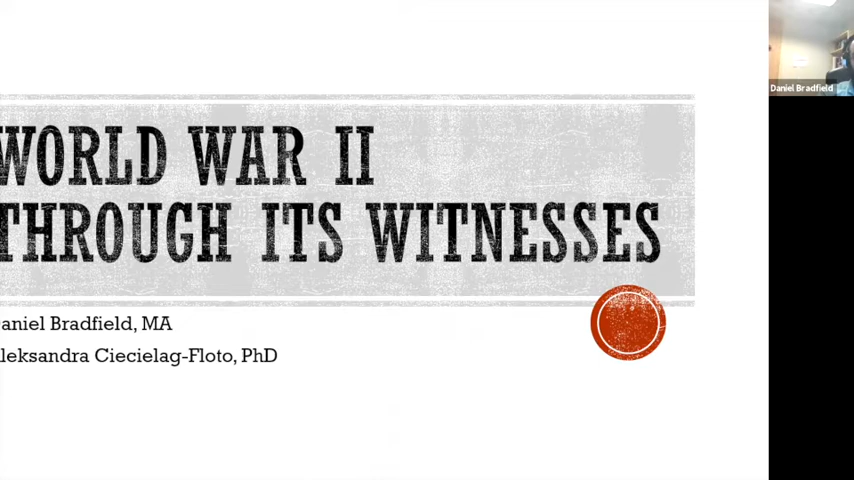 WORLD WAR II
THROUGH ITS WITNESSES
aniel Bradfield, MA
leksandra Ciecielag-Floto, PhD
Daniel Bradfield